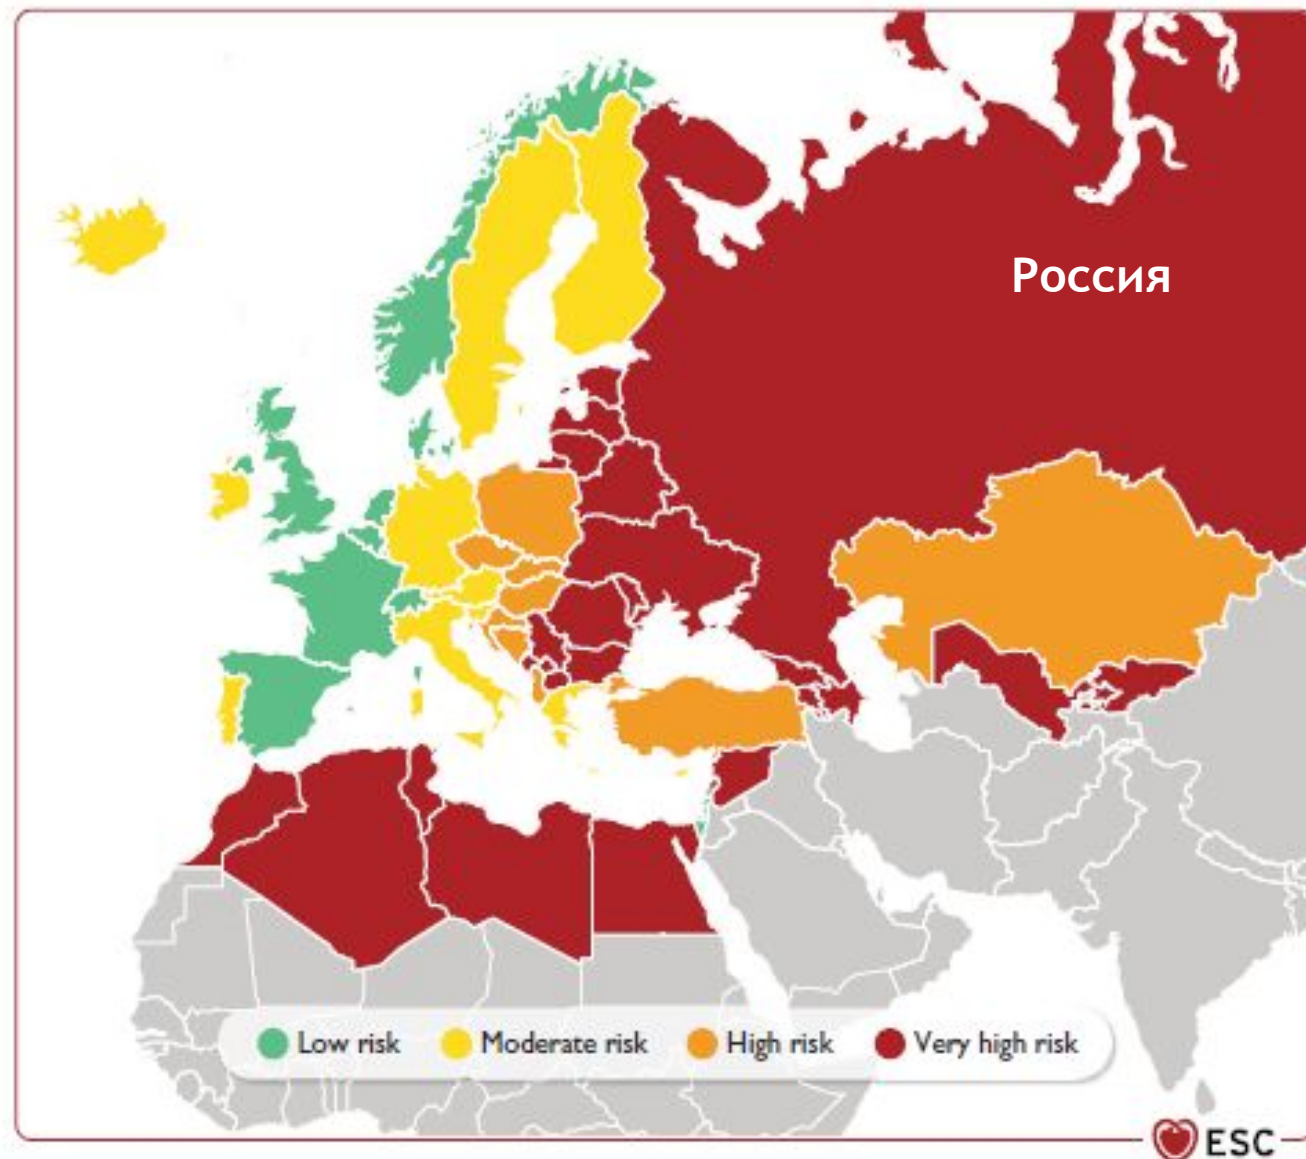 Россия
Low risk
Moderate risk
High risk
Very high risk
ESC